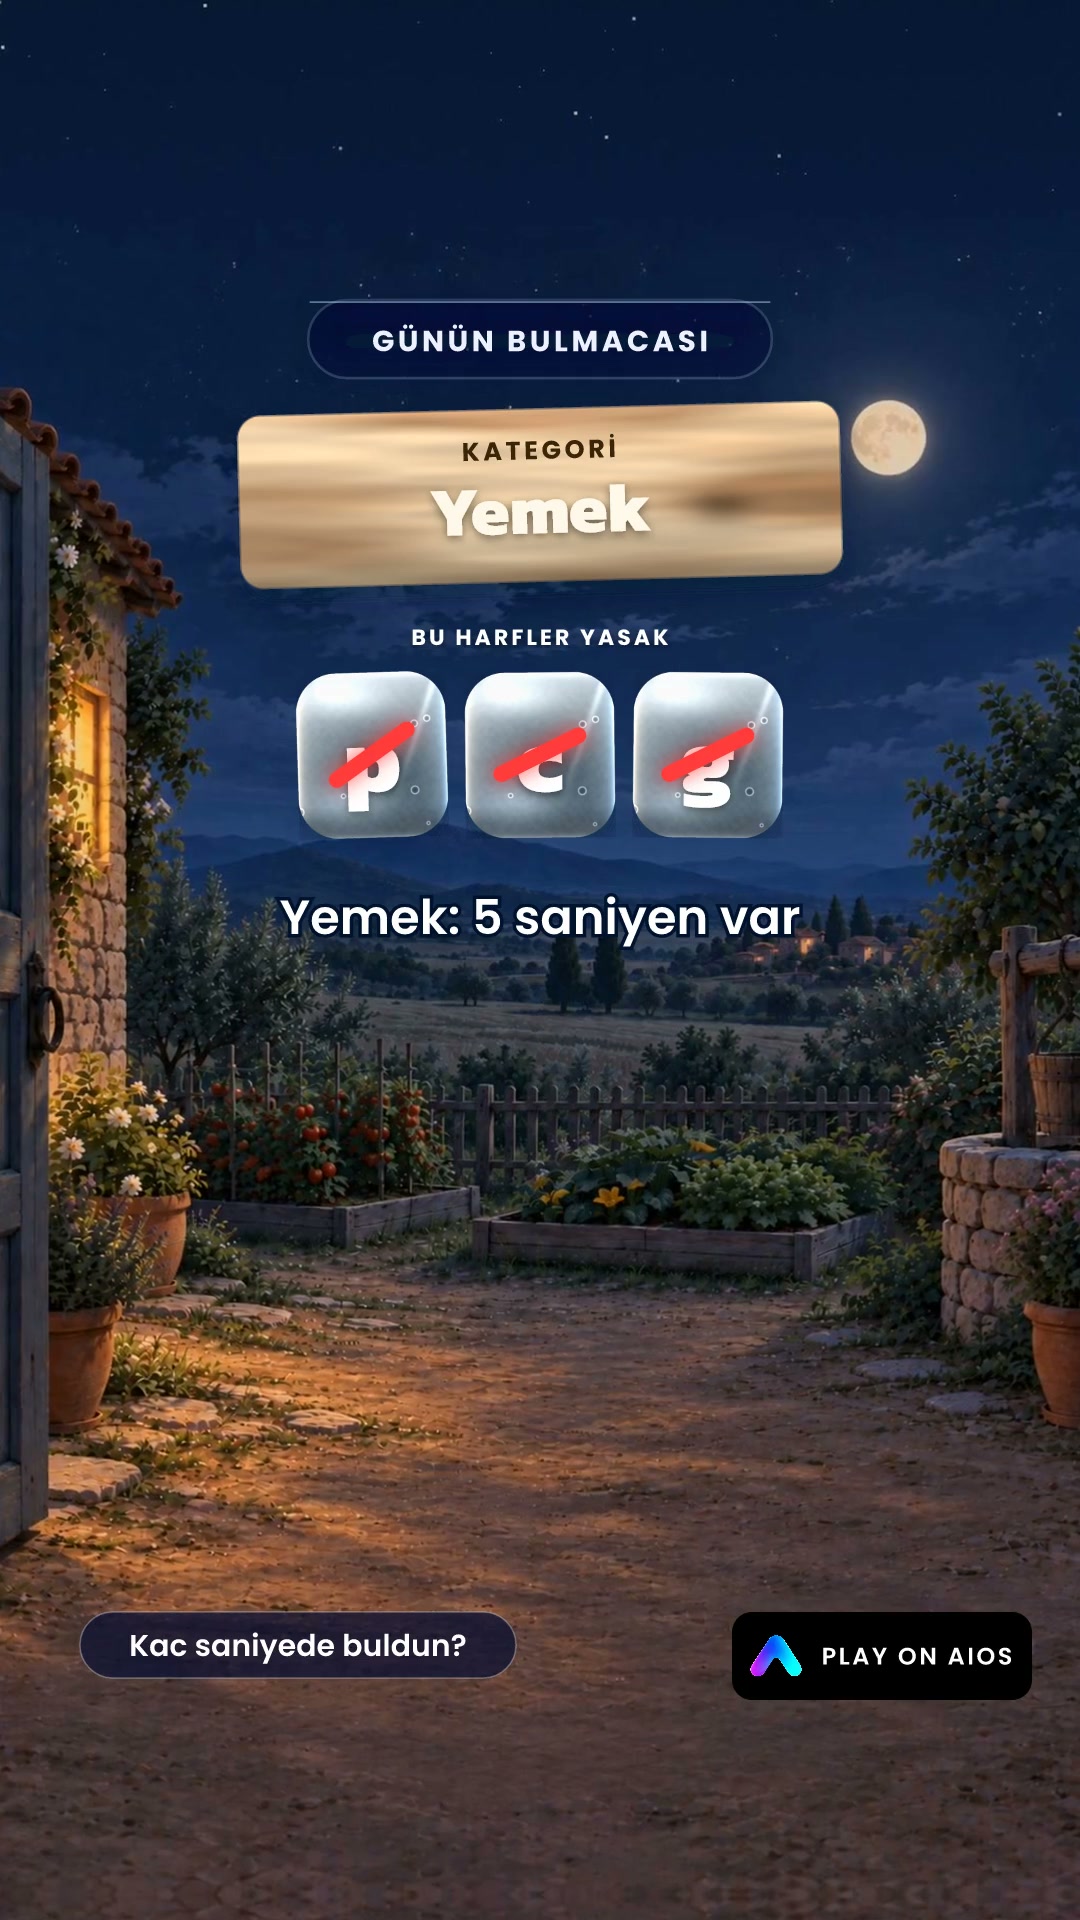 GÜNÜN BULMACASI
KATEGORİ
Yemek
BU HARFLER YASAK
p c g
Yemek: 5 saniyen var
Kac saniyede buldun?
PLAY ON AIOS